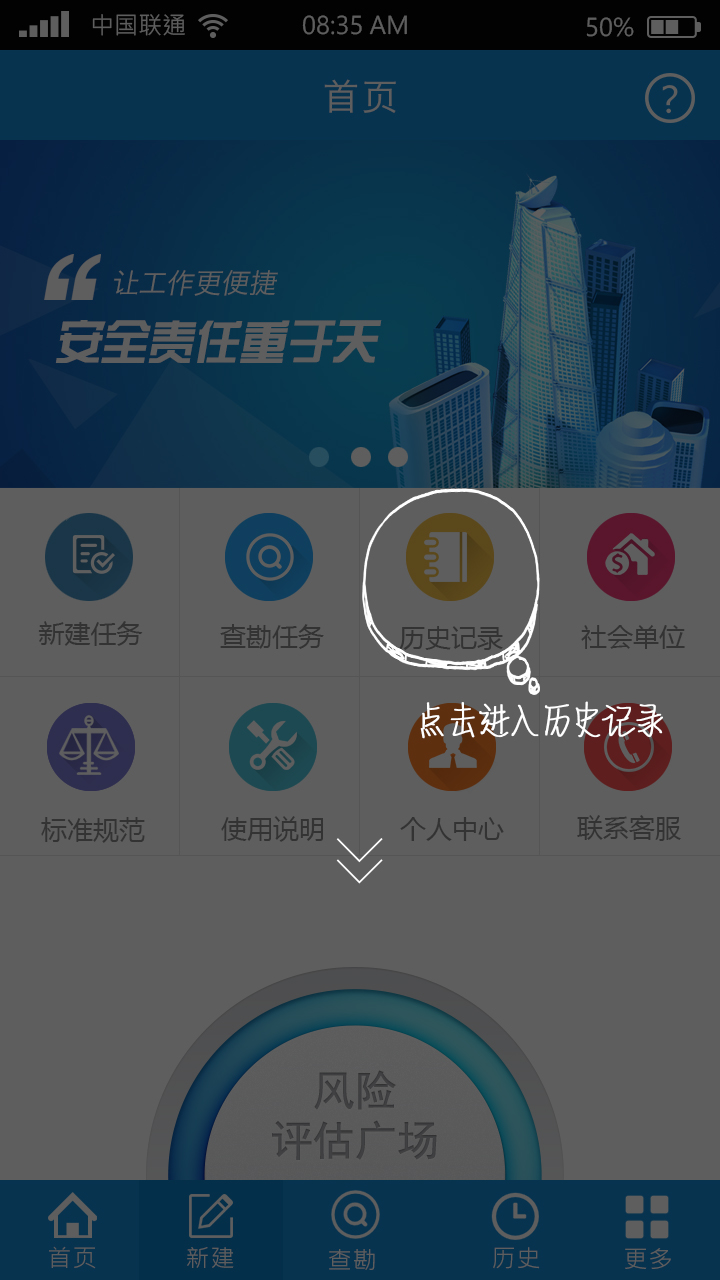 中国联通 08:35 AM 50%
首页 ?
让工作更便捷
安全责任重于天
新建任务 查勘任务 历史记录 社会单位
点击进入历史记录
标准规范 使用说明 个人中心 联系客服
风险
评估广场
首页 新建 查勘 历史 更多